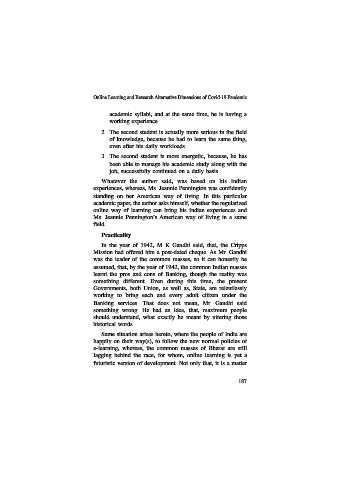 Online Learning and Research Alternative Dimensions of Covid-19 Pandemic
academic syllabi, and at the same time, he is having a
working experience
2 The second student is actually more serious in the field
of knowledge, because he had to learn the same thing,
even after his daily workloads
3 The second student is more energetic, because, he has
been able to manage his academic study along with the
job, successfully continued on a daily basis
Whatever the author said, was based on his Indian
experiences, whereas, Ms Jeannie Pennington was confidently
standing on her American way of living In this particular
academic paper, the author asks himself, whether the regularized
online way of learning can bring his Indian experiences and
Ms Jeannie Pennington's American way of living in a same
field
Practicality
In the year of 1942, M K Gandhi said, that, the Cripps
Mission had offered him a post-dated cheque As Mr Gandhi
was the leader of the common masses, so it can honestly be
assumed, that, by the year of 1942, the common Indian masses
learnt the pros and cons of Banking, though the reality was
something different Even during this time, the present
Governments, both Union, as well as, State, are relentlessly
working to bring each and every adult citizen under the
Banking services That does not mean, Mr Gandhi said
something wrong He had an idea, that, maximum people
should understand, what exactly he meant by uttering those
historical words
Same situation arises herein, where the people of India are
happily on their way(s), to follow the new normal policies of
e-learning, whereas, the common masses of Bharat are still
lagging behind the race, for whom, online learning is yet a
futuristic version of development Not only that, it is a matter
187